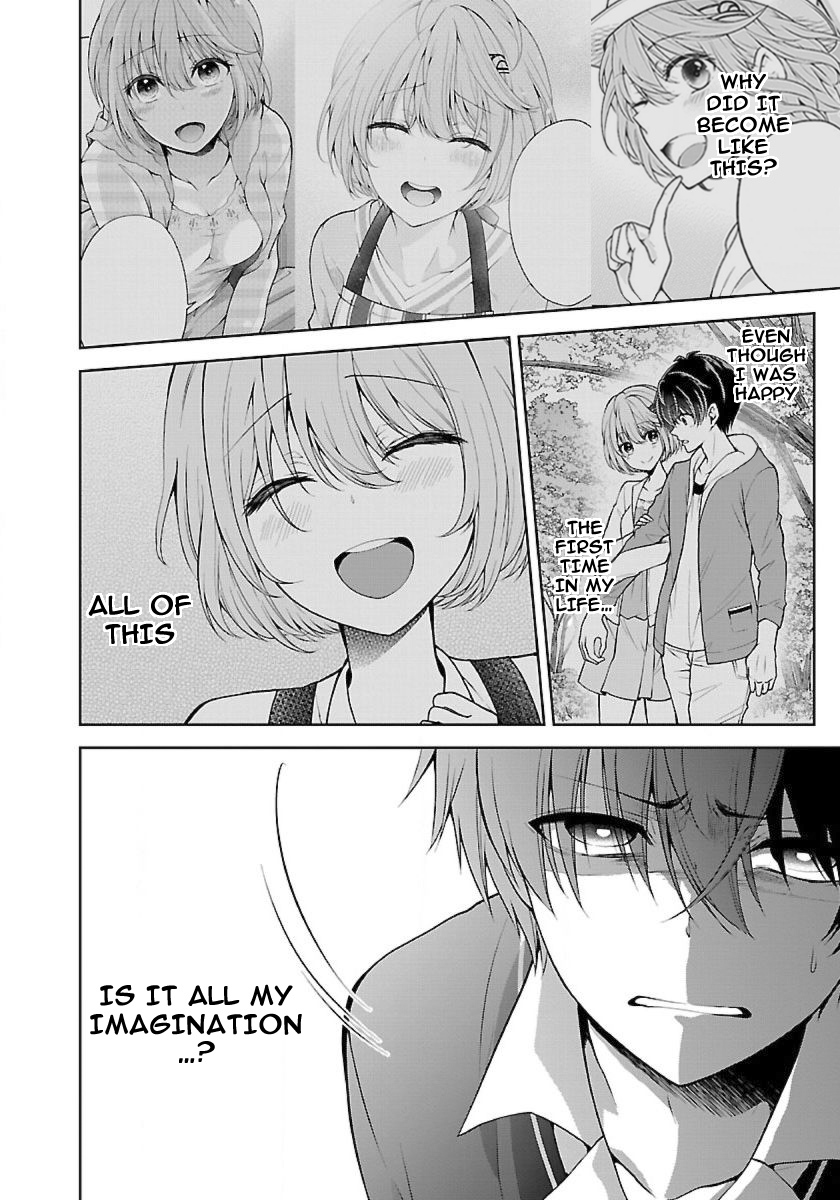 WHY
DID IT
BECOME
LIKE
THIS?
EVEN
THOUGH
I WAS
HAPPY
THE
FIRST
TIME
IN MY
LIFE...
ALL OF
THIS
IS IT ALL MY
IMAGINATION
...?